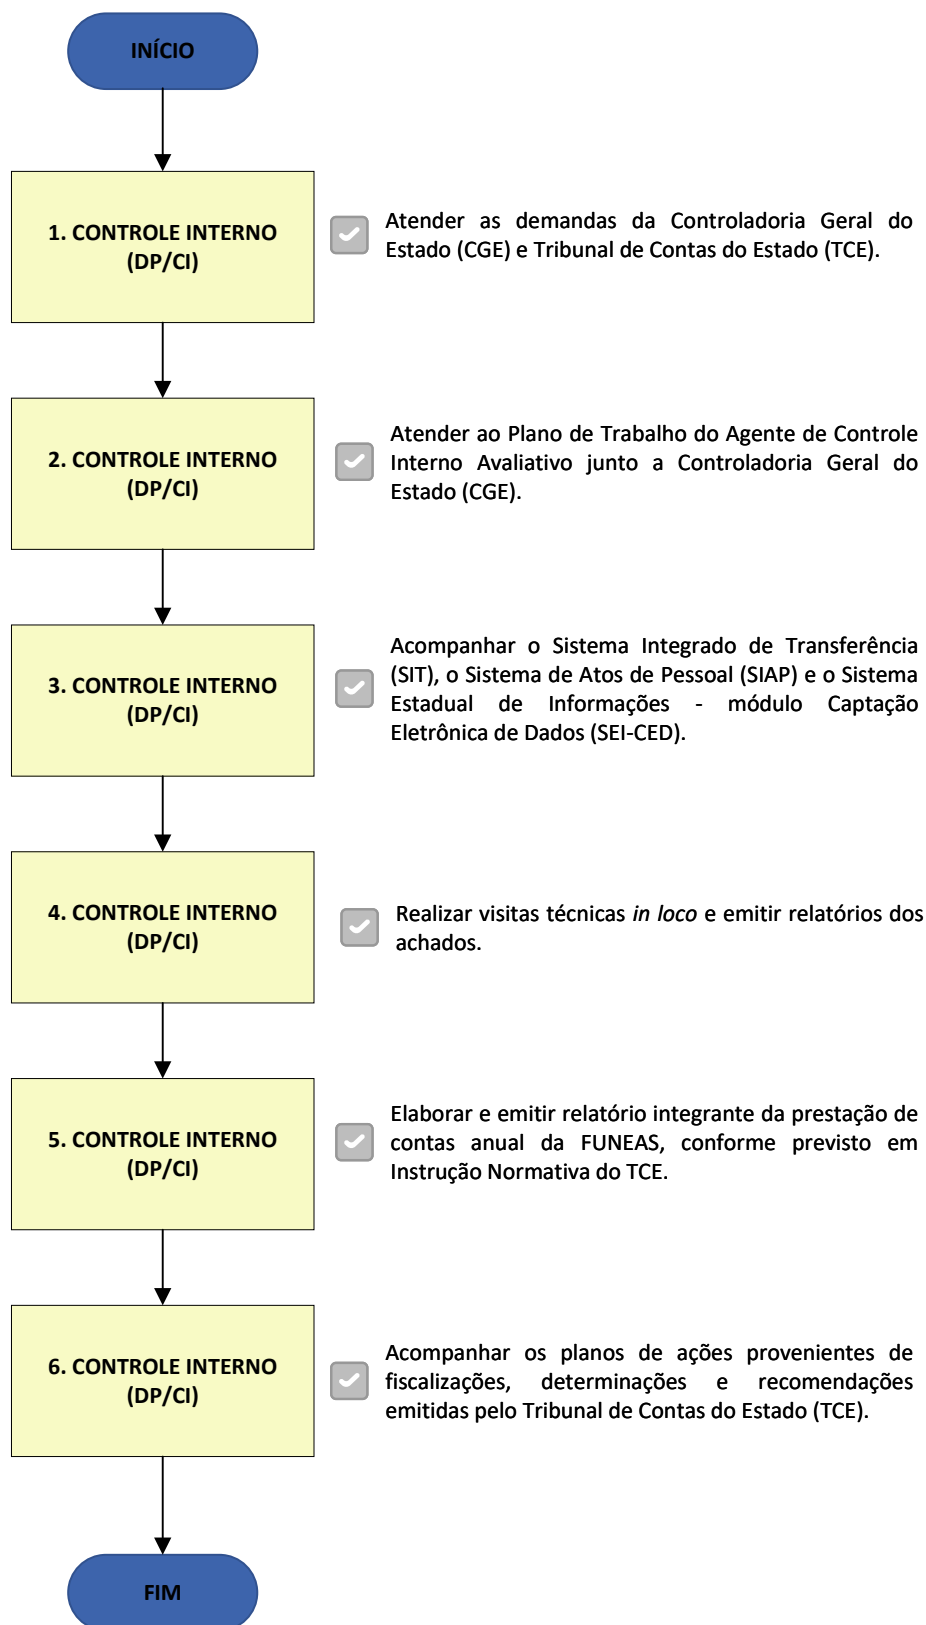 INÍCIO
1. CONTROLE INTERNO
(DP/CI)
Atender as demandas da Controladoria Geral do
Estado (CGE) e Tribunal de Contas do Estado (TCE).
2. CONTROLE INTERNO
(DP/CI)
Atender ao Plano de Trabalho do Agente de Controle
Interno Avaliativo junto a Controladoria Geral do
Estado (CGE).
3. CONTROLE INTERNO
(DP/CI)
Acompanhar o Sistema Integrado de Transferência
(SIT), o Sistema de Atos de Pessoal (SIAP) e o Sistema
Estadual de Informações - módulo Captação
Eletrônica de Dados (SEI-CED).
4. CONTROLE INTERNO
(DP/CI)
Realizar visitas técnicas in loco e emitir relatórios dos
achados.
5. CONTROLE INTERNO
(DP/CI)
Elaborar e emitir relatório integrante da prestação de
contas anual da FUNEAS, conforme previsto em
Instrução Normativa do TCE.
6. CONTROLE INTERNO
(DP/CI)
Acompanhar os planos de ações provenientes de
fiscalizações, determinações e recomendações
emitidas pelo Tribunal de Contas do Estado (TCE).
FIM